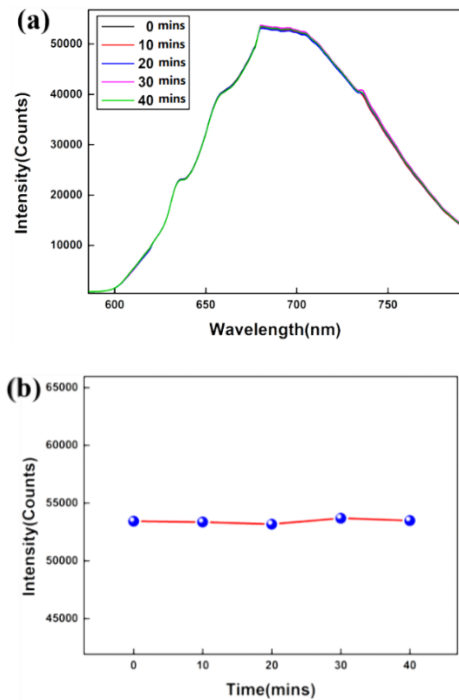 (a)
0 mins
10 mins
20 mins
30 mins
40 mins
50000
40000
30000
20000
10000
Intensity(Counts)
600 650 700 750
Wavelength(nm)
(b)
65000
60000
55000
50000
45000
Intensity(Counts)
0 10 20 30 40
Time(mins)